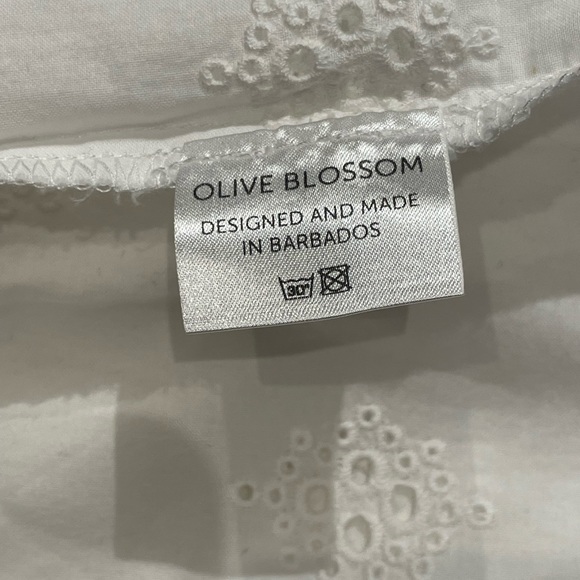 OLIVE BLOSSOM
DESIGNED AND MADE
IN BARBADOS
30°